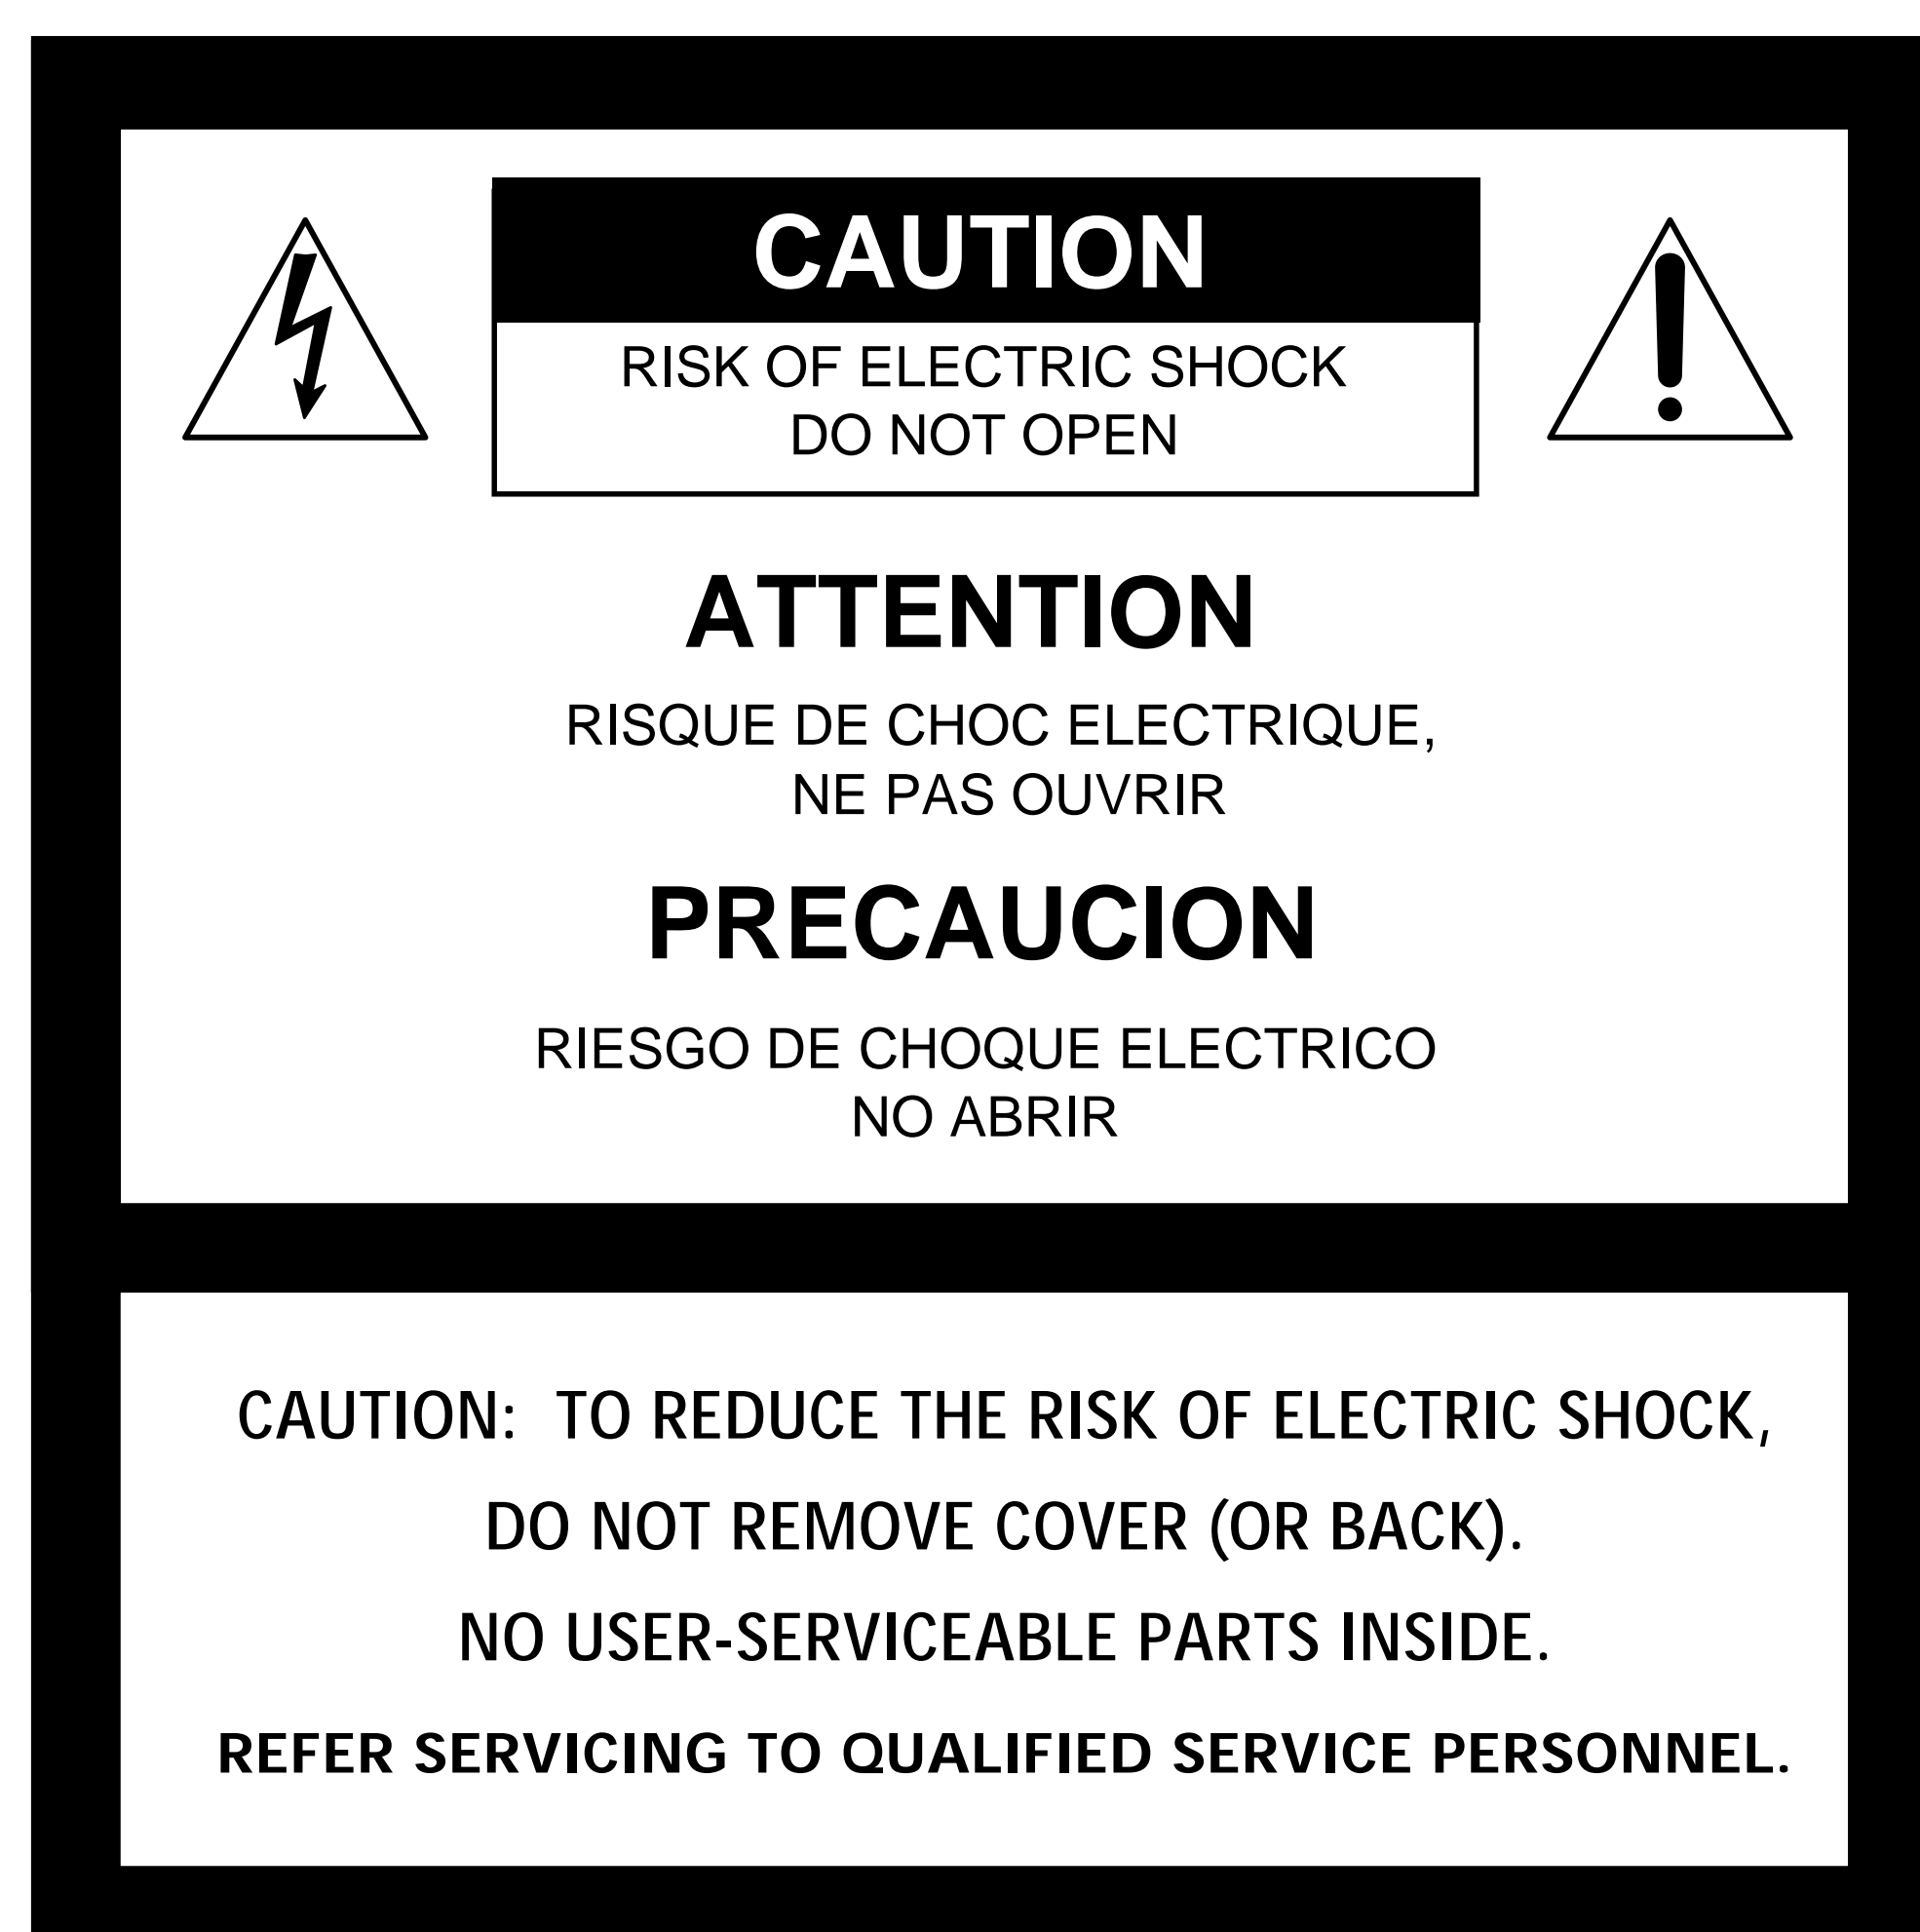 CAUTION
RISK OF ELECTRIC SHOCK
DO NOT OPEN
ATTENTION
RISQUE DE CHOC ELECTRIQUE,
NE PAS OUVRIR
PRECAUCION
RIESGO DE CHOQUE ELECTRICO
NO ABRIR
CAUTION: TO REDUCE THE RISK OF ELECTRIC SHOCK,
DO NOT REMOVE COVER (OR BACK).
NO USER-SERVICEABLE PARTS INSIDE.
REFER SERVICING TO QUALIFIED SERVICE PERSONNEL.